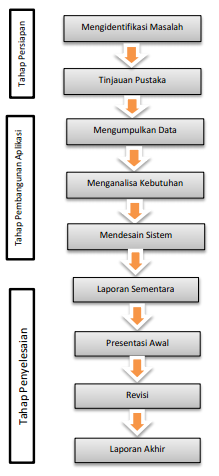 Tahap Persiapan
Mengidentifikasi Masalah
Tinjauan Pustaka
Tahap Pembangunan Aplikasi
Mengumpulkan Data
Menganalisa Kebutuhan
Mendesain Sistem
Tahap Penyelesaian
Laporan Sementara
Presentasi Awal
Revisi
Laporan Akhir